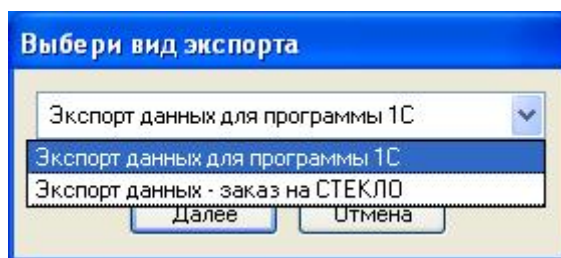 Выбери вид экспорта
Экспорт данных для программы 1С
Экспорт данных для программы 1С
Экспорт данных - заказ на СТЕКЛО
Далее Отмена